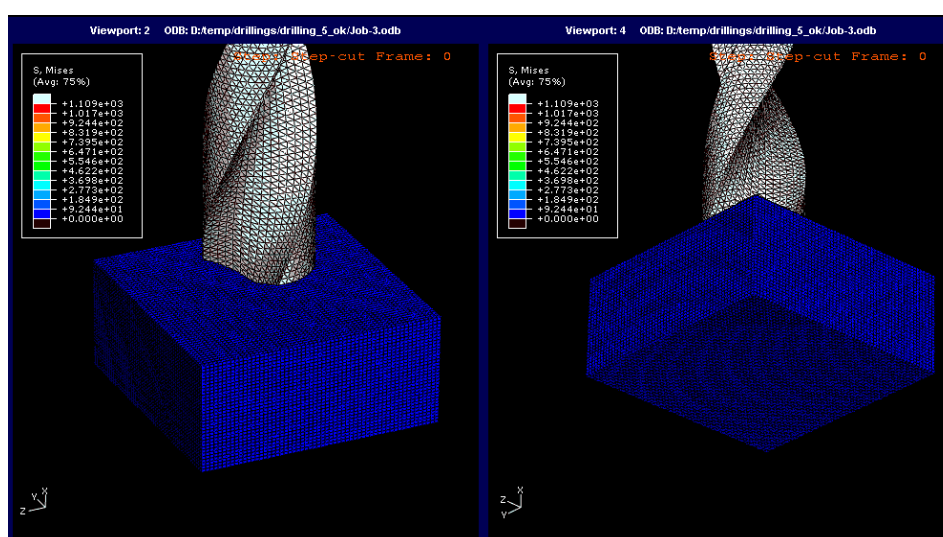 Viewport: 2 ODB: D:/temp/drillings/drilling_5_ok/Job-3.odb
Step-cut Frame: 0
S, Mises
(Avg: 75%)
+1.109e+03
+1.017e+03
+9.244e+02
+8.319e+02
+7.395e+02
+6.471e+02
+5.546e+02
+4.622e+02
+3.698e+02
+2.773e+02
+1.849e+02
+9.244e+01
+0.000e+00
Y X
Z
Viewport: 4 ODB: D:/temp/drillings/drilling_5_ok/Job-3.odb
Step: Step-cut Frame: 0
S, Mises
(Avg: 75%)
+1.109e+03
+1.017e+03
+9.244e+02
+8.319e+02
+7.395e+02
+6.471e+02
+5.546e+02
+4.622e+02
+3.698e+02
+2.773e+02
+1.849e+02
+9.244e+01
+0.000e+00
Z X
Y